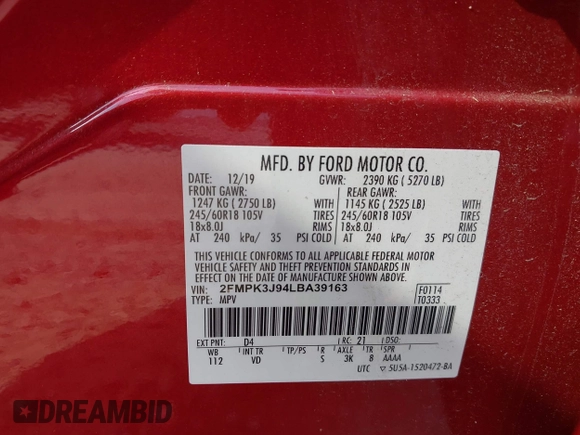 MFD. BY FORD MOTOR CO.
DATE: 12/19 GVWR: 2390 KG ( 5270 LB)
FRONT GAWR: REAR GAWR:
1247 KG ( 2750 LB) WITH 1145 KG ( 2525 LB) WITH
245/60R18 105V TIRES 245/60R18 105V TIRES
18x8.0J RIMS 18x8.0J RIMS
AT 240 kPa/ 35 PSI COLD AT 240 kPa/ 35 PSI COLD
THIS VEHICLE CONFORMS TO ALL APPLICABLE FEDERAL MOTOR
VEHICLE SAFETY AND THEFT PREVENTION STANDARDS IN EFFECT
ON THE DATE OF MANUFACTURE SHOWN ABOVE.
VIN: 2FMPK3J94LBA39163 F0114
TYPE: MPV T0333
EXT PNT: D4 RC: 21 DSO:
WB INT TR TP/PS R AXLE TR SPR
112 VD S 3K 8 AAAA
UTC 5U5A-1520472-BA
DREAMBID